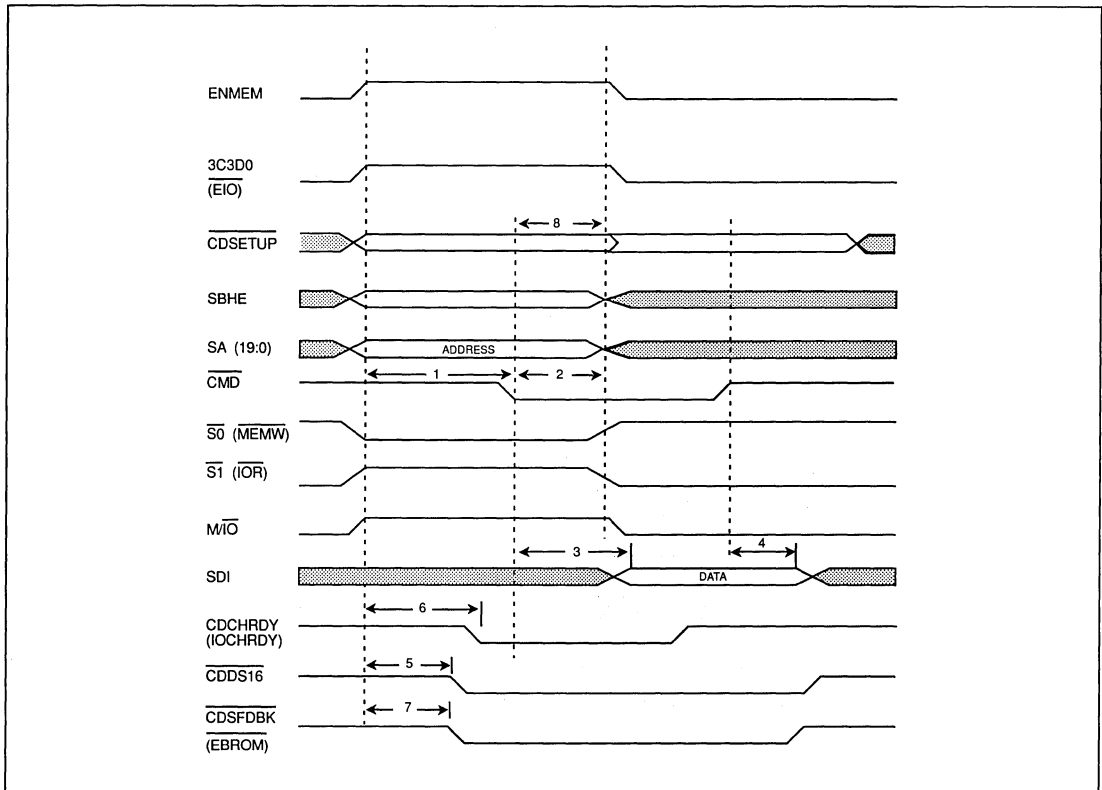 ENMEM
3C3D0
(EIO)
8
CDSETUP
SBHE
SA (19:0)
ADDRESS
1
2
CMD
S0 (MEMW)
S1 (IOR)
M/IO
3
4
SDI
DATA
6
CDCHRDY
(IOCHRDY)
5
CDDS16
7
CDSFDBK
(EBROM)